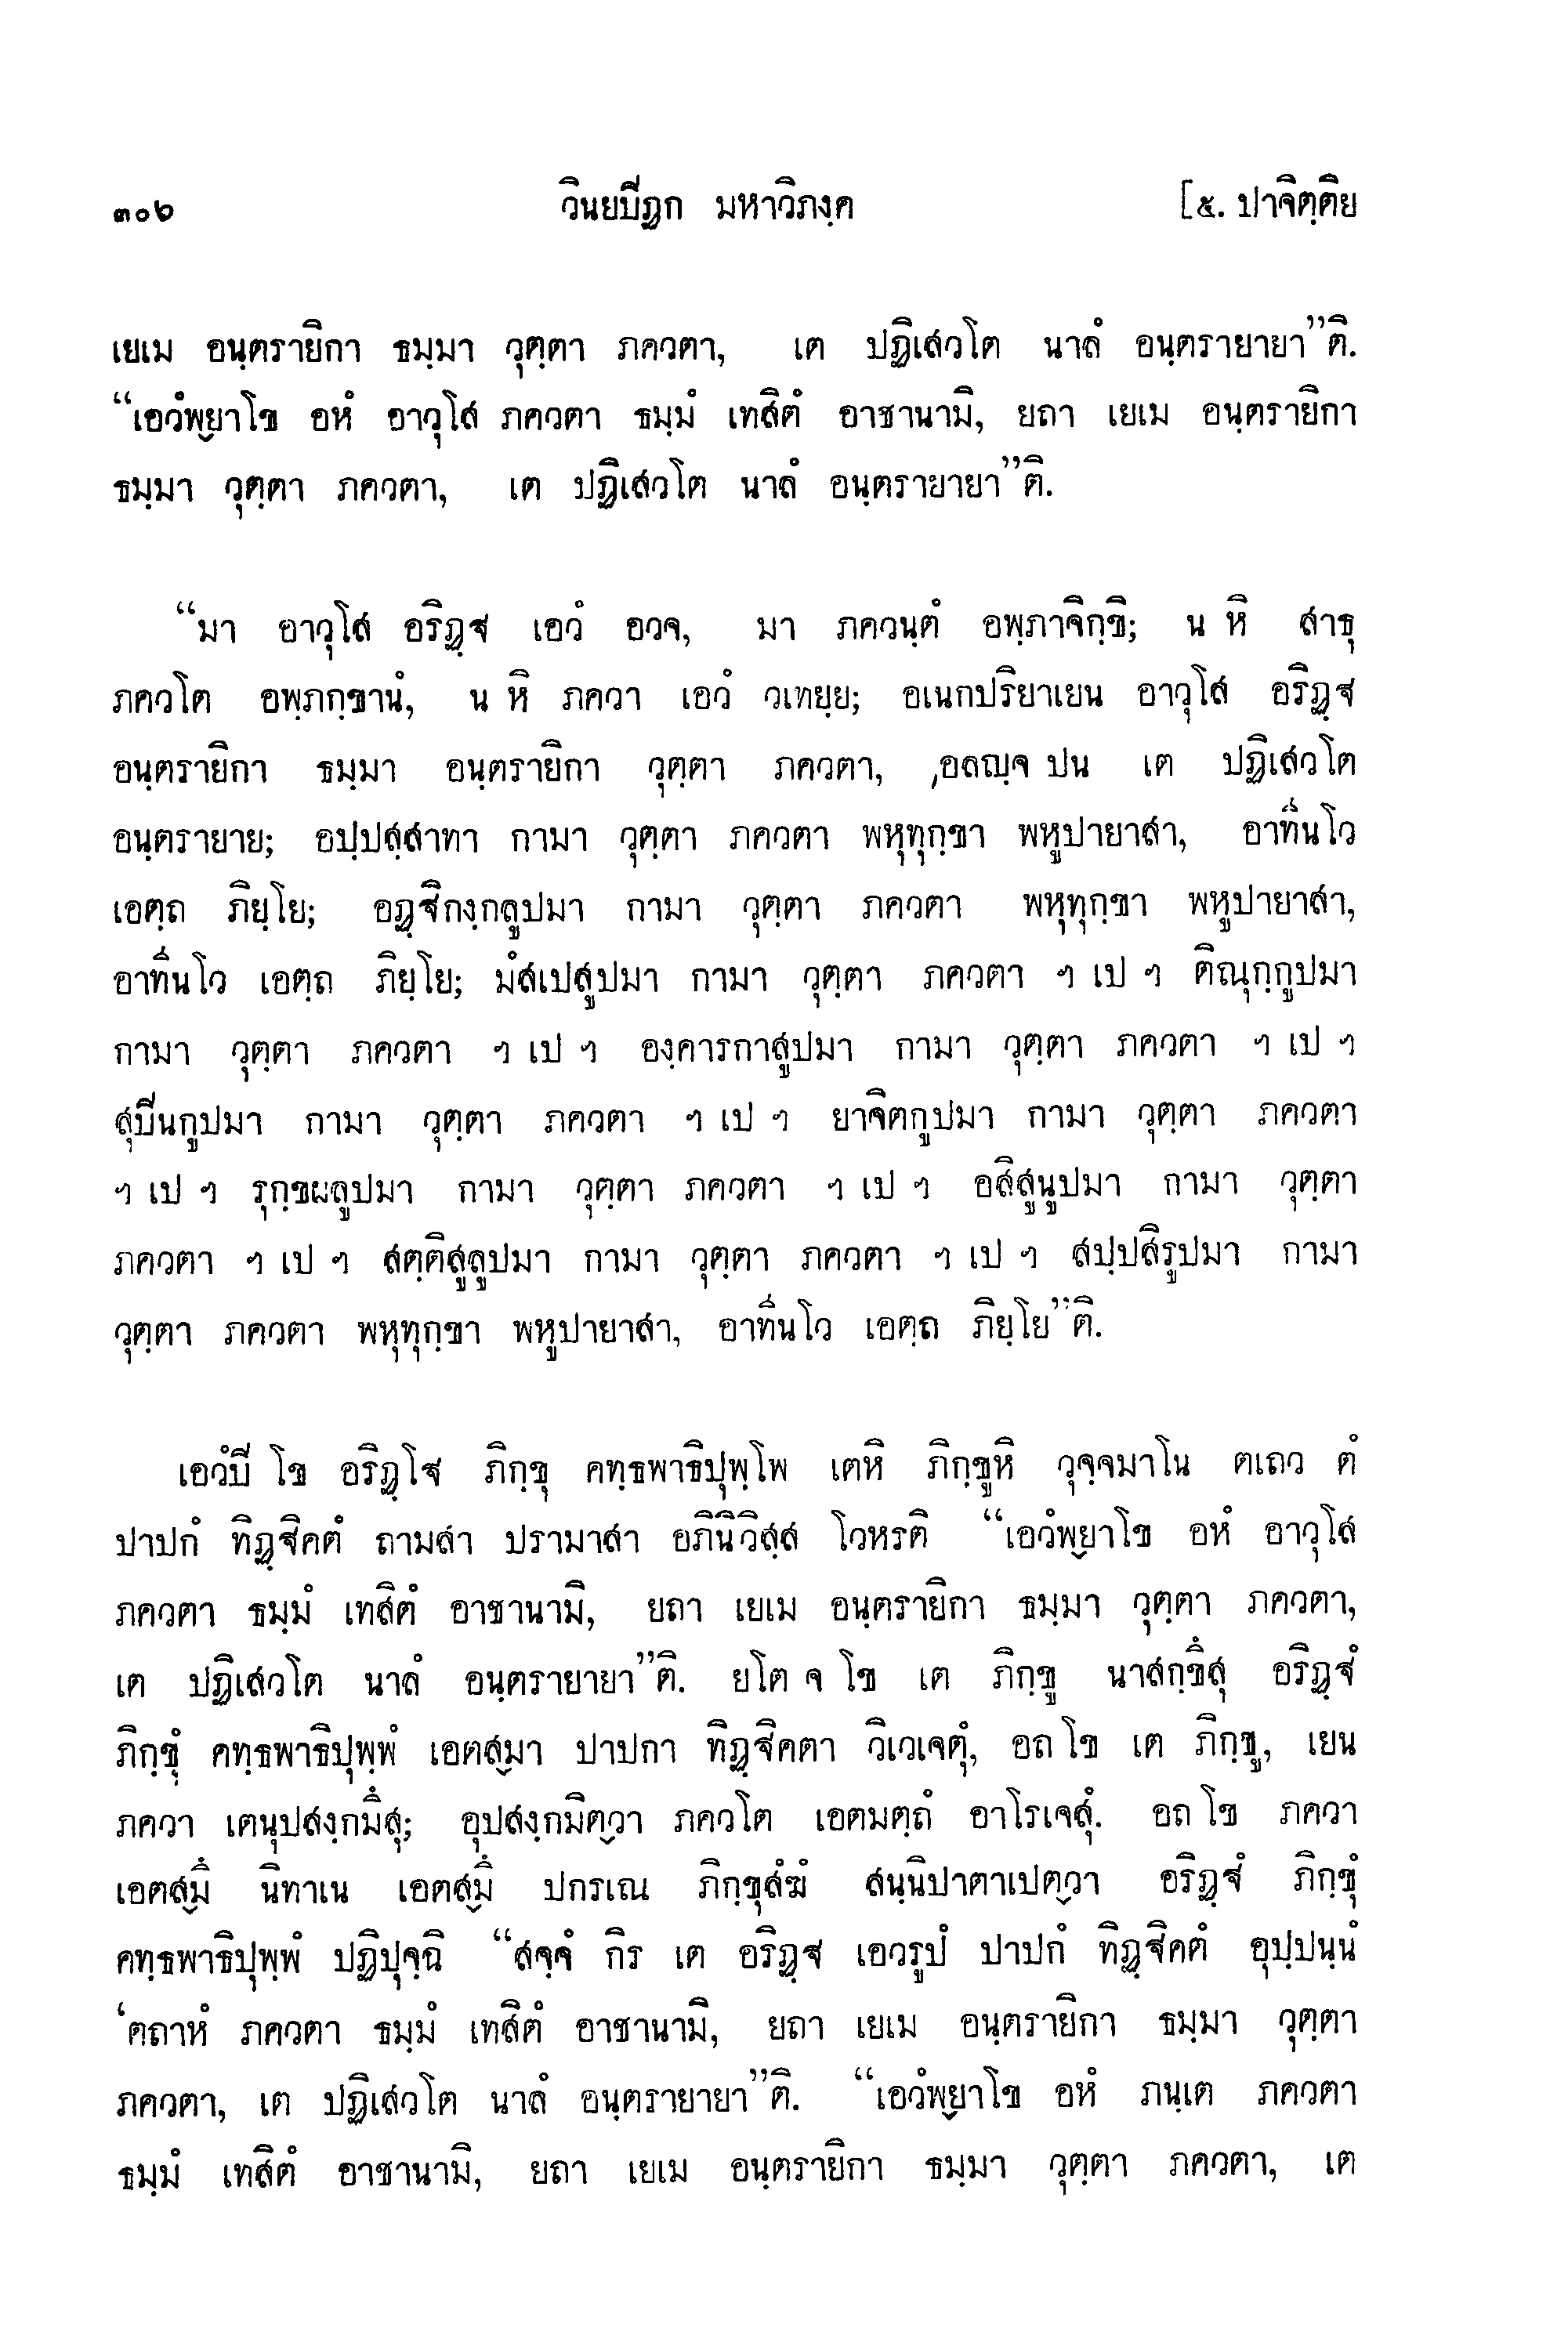 ๓๐๖ วินยปีฏก มหาวิภงฺค [๕. ปาจิตฺติย
เยเม อนฺตรายิกา ธมฺมา วุตฺตา ภควตา, เต ปฏิเสวโต นาลํ อนฺตรายายา”ติ.
“เอวํพฺยาโข อหํ อาวุโส ภควตา ธมฺมํ เทสิตํ อาชานามิ, ยถา เยเม อนฺตรายิกา
ธมฺมา วุตฺตา ภควตา, เต ปฏิเสวโต นาลํ อนฺตรายายา”ติ.
“มา อาวุโส อริฏฺฐ เอวํ อวจ, มา ภควนฺตํ อพฺภาจิกฺขิ; น หิ สาธุ
ภควโต อพฺภกฺขานํ, น หิ ภควา เอวํ วเทยฺย; อเนกปริยาเยน อาวุโส อริฏฺฐ
อนฺตรายิกา ธมฺมา อนฺตรายิกา วุตฺตา ภควตา, อลญฺจ ปน เต ปฏิเสวโต
อนฺตรายาย; อปฺปสฺสาทา กามา วุตฺตา ภควตา พหุทุกฺขา พหูปายาสา, อาทีนโว
เอตฺถ ภิยฺโย; อฏฺฐิกงฺกลูปมา กามา วุตฺตา ภควตา พหุทุกฺขา พหูปายาสา,
อาทีนโว เอตฺถ ภิยฺโย; มํสเปสูปมา กามา วุตฺตา ภควตา ฯ เป ฯ ติณุกฺกูปมา
กามา วุตฺตา ภควตา ฯ เป ฯ องฺคารกาสูปมา กามา วุตฺตา ภควตา ฯ เป ฯ
สุปีนกูปมา กามา วุตฺตา ภควตา ฯ เป ฯ ยาจิตกูปมา กามา วุตฺตา ภควตา
ฯ เป ฯ รุกฺขผลูปมา กามา วุตฺตา ภควตา ฯ เป ฯ อสิสูนูปมา กามา วุตฺตา
ภควตา ฯ เป ฯ สตฺติสูลูปมา กามา วุตฺตา ภควตา ฯ เป ฯ สปฺปสิรูปมา กามา
วุตฺตา ภควตา พหุทุกฺขา พหูปายาสา, อาทีนโว เอตฺถ ภิยฺโย”ติ.
เอวํปี โข อริฏฺโฐ ภิกฺขุ คทฺธพาธิปุพฺโพ เตหิ ภิกฺขูหิ วุจฺจมาโน ตเถว ตํ
ปาปกํ ทิฏฺฐิคตํ ถามสา ปรามาสา อภินิวิสฺส โวหรติ “เอวํพฺยาโข อหํ อาวุโส
ภควตา ธมฺมํ เทสิตํ อาชานามิ, ยถา เยเม อนฺตรายิกา ธมฺมา วุตฺตา ภควตา,
เต ปฏิเสวโต นาลํ อนฺตรายายา”ติ. ยโต จ โข เต ภิกฺขู นาสกฺขึสุ อริฏฺฐํ
ภิกฺขุํ คทฺธพาธิปุพฺพํ เอตสฺมา ปาปกา ทิฏฺฐิคตา วิเวเจตุํ, อถ โข เต ภิกฺขู, เยน
ภควา เตนุปสงฺกมึสุ; อุปสงฺกมิตฺวา ภควโต เอตมตฺถํ อาโรเจสุํ. อถ โข ภควา
เอตสฺมึ นิทาเน เอตสฺมึ ปกรเณ ภิกฺขุสํฆํ สนฺนิปาตาเปตฺวา อริฏฺฐํ ภิกฺขุํ
คทฺธพาธิปุพฺพํ ปฏิปุจฺฉิ “สจฺจํ กิร เต อริฏฺฐ เอวรูปํ ปาปกํ ทิฏฺฐิคตํ อุปฺปนฺนํ
‘ตถาหํ ภควตา ธมฺมํ เทสิตํ อาชานามิ, ยถา เยเม อนฺตรายิกา ธมฺมา วุตฺตา
ภควตา, เต ปฏิเสวโต นาลํ อนฺตรายายา”ติ. “เอวํพฺยาโข อหํ ภนฺเต ภควตา
ธมฺมํ เทสิตํ อาชานามิ, ยถา เยเม อนฺตรายิกา ธมฺมา วุตฺตา ภควตา, เต